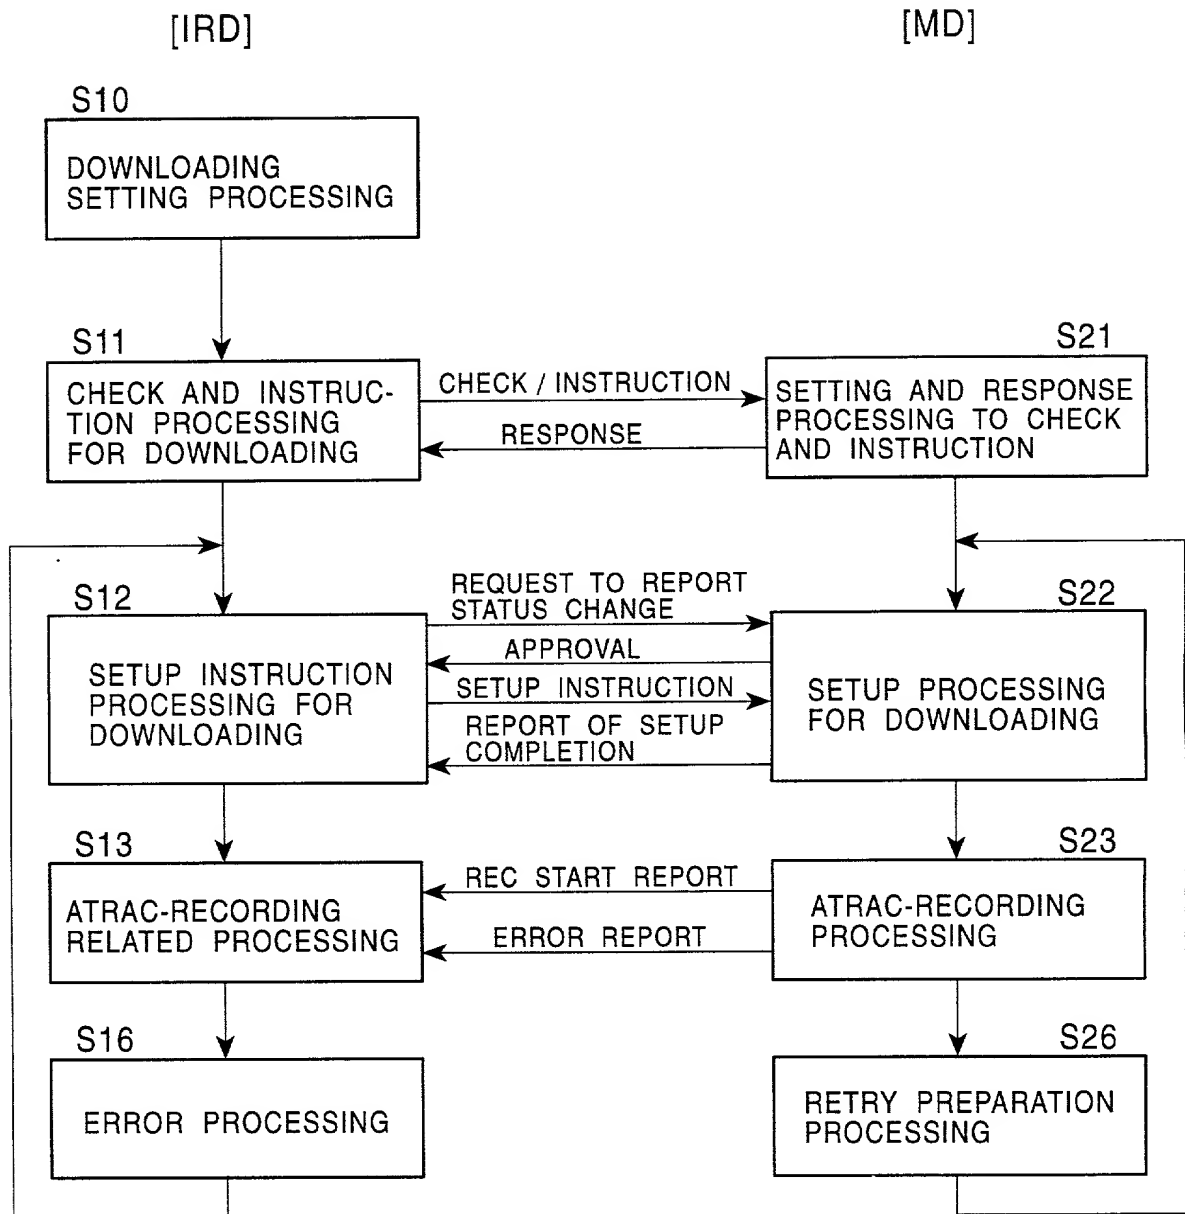 [IRD]
[MD]
S10
DOWNLOADING
SETTING PROCESSING
S11
CHECK AND INSTRUC-
TION PROCESSING
FOR DOWNLOADING
CHECK / INSTRUCTION
RESPONSE
S21
SETTING AND RESPONSE
PROCESSING TO CHECK
AND INSTRUCTION
S12
SETUP INSTRUCTION
PROCESSING FOR
DOWNLOADING
REQUEST TO REPORT
STATUS CHANGE
APPROVAL
SETUP INSTRUCTION
REPORT OF SETUP
COMPLETION
S22
SETUP PROCESSING
FOR DOWNLOADING
S13
ATRAC-RECORDING
RELATED PROCESSING
REC START REPORT
ERROR REPORT
S23
ATRAC-RECORDING
PROCESSING
S16
ERROR PROCESSING
S26
RETRY PREPARATION
PROCESSING